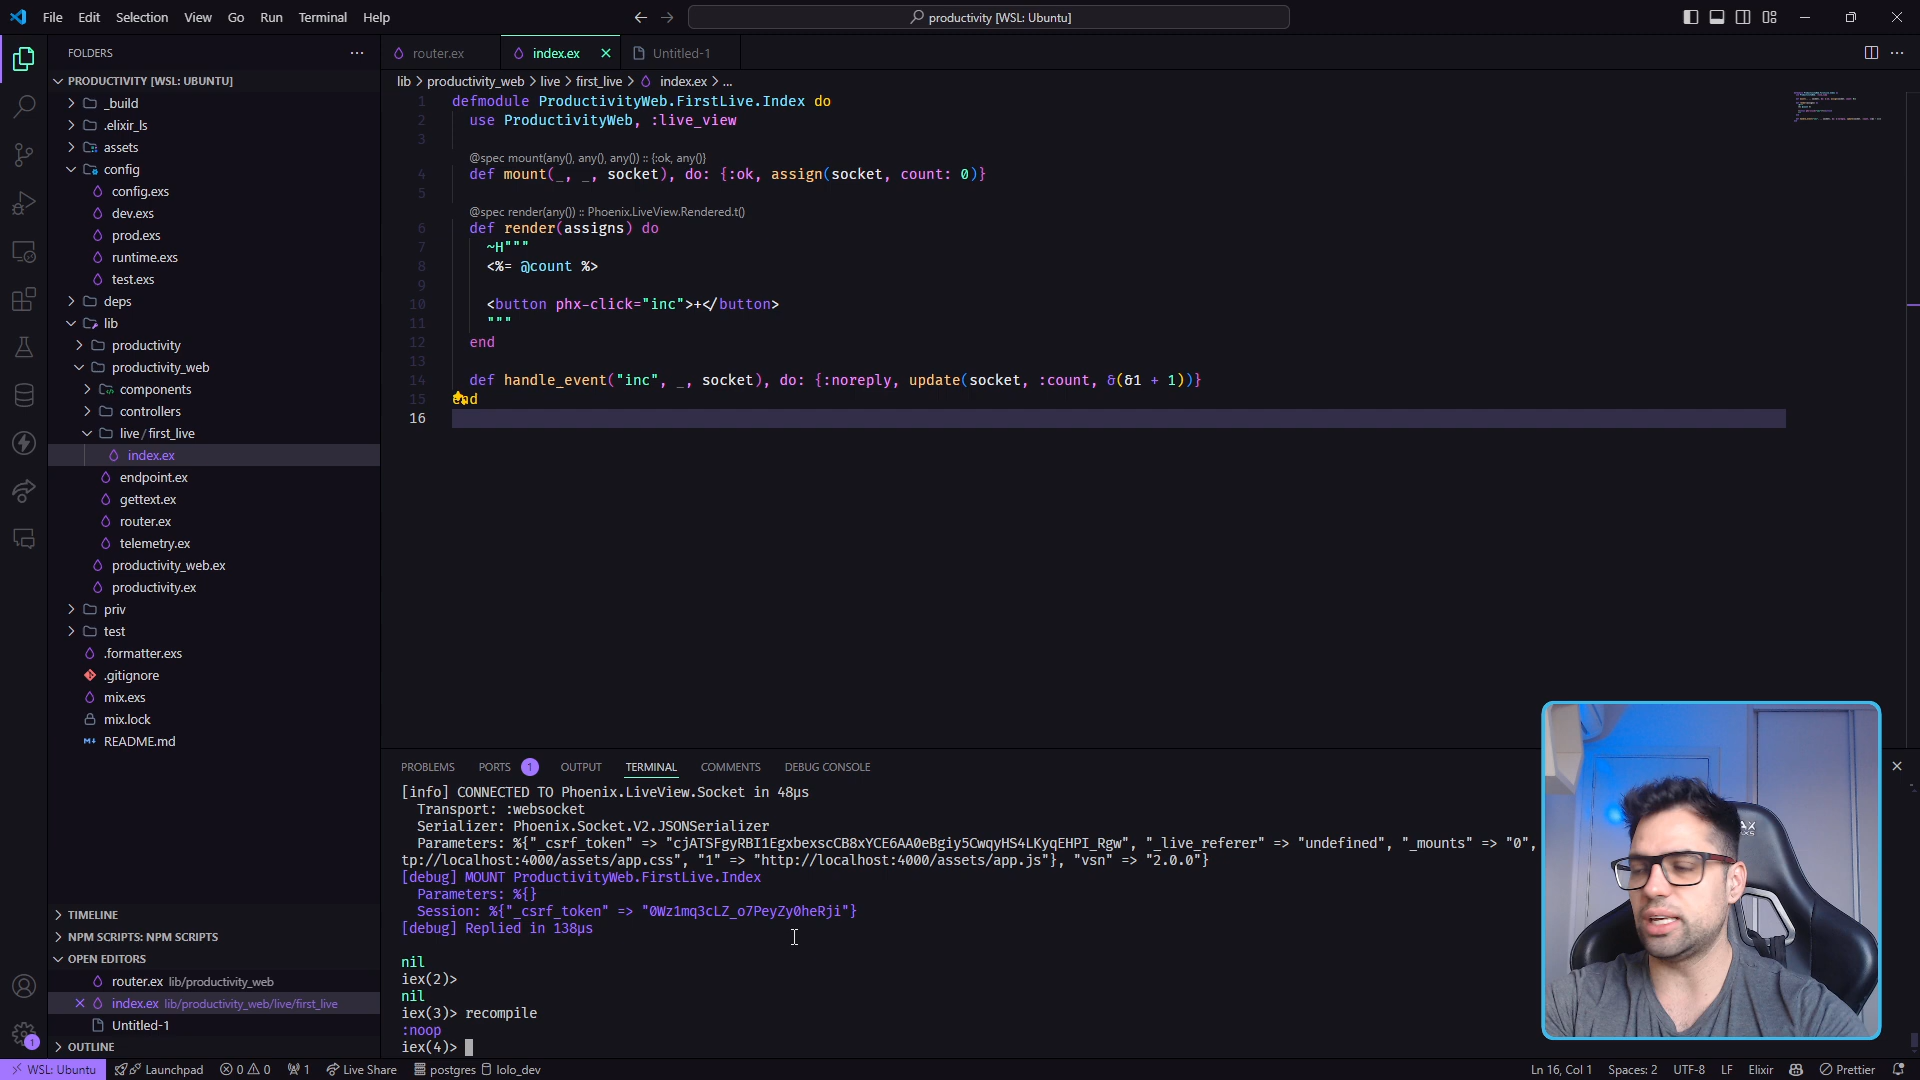 File Edit Selection View Go Run Terminal Help
productivity [WSL: Ubuntu]
FOLDERS
PRODUCTIVITY [WSL: UBUNTU]
_build
.elixir_ls
assets
config
config.exs
dev.exs
prod.exs
runtime.exs
test.exs
deps
lib
productivity
productivity_web
components
controllers
live / first_live
index.ex
endpoint.ex
gettext.ex
router.ex
telemetry.ex
productivity_web.ex
productivity.ex
priv
test
.formatter.exs
.gitignore
mix.exs
mix.lock
README.md
TIMELINE
NPM SCRIPTS: NPM SCRIPTS
OPEN EDITORS
router.ex lib/productivity_web
index.ex lib/productivity_web/live/first_live
Untitled-1
OUTLINE
router.ex index.ex Untitled-1
lib > productivity_web > live > first_live > index.ex > ...
1 defmodule ProductivityWeb.FirstLive.Index do
2 use ProductivityWeb, :live_view
3
@spec mount(any(), any(), any()) :: {:ok, any()}
4 def mount(_, _, socket), do: {:ok, assign(socket, count: 0)}
5
@spec render(any()) :: Phoenix.LiveView.Rendered.t()
6 def render(assigns) do
7 ~H"""
8 <%= @count %>
9
10 <button phx-click="inc">+</button>
11 """
12 end
13
14 def handle_event("inc", _, socket), do: {:noreply, update(socket, :count, &(&1 + 1))}
15 end
16
PROBLEMS PORTS 1 OUTPUT TERMINAL COMMENTS DEBUG CONSOLE
[info] CONNECTED TO Phoenix.LiveView.Socket in 48µs
Transport: :websocket
Serializer: Phoenix.Socket.V2.JSONSerializer
Parameters: %{"_csrf_token" => "cjATSFgyRBI1EgxbexscCB8xYCE6AA0eBgiy5CwqyHS4LKyqEHPI_Rgw", "_live_referer" => "undefined", "_mounts" => "0",
tp://localhost:4000/assets/app.css", "1" => "http://localhost:4000/assets/app.js"}, "vsn" => "2.0.0"}
[debug] MOUNT ProductivityWeb.FirstLive.Index
Parameters: %{}
Session: %{"_csrf_token" => "0Wz1mq3cLZ_o7PeyZy0heRji"}
[debug] Replied in 138µs
nil
iex(2)>
nil
iex(3)> recompile
:noop
iex(4)>
1
WSL: Ubuntu Launchpad 0 0 1 Live Share postgres lolo_dev Ln 16, Col 1 Spaces: 2 UTF-8 LF Elixir Prettier